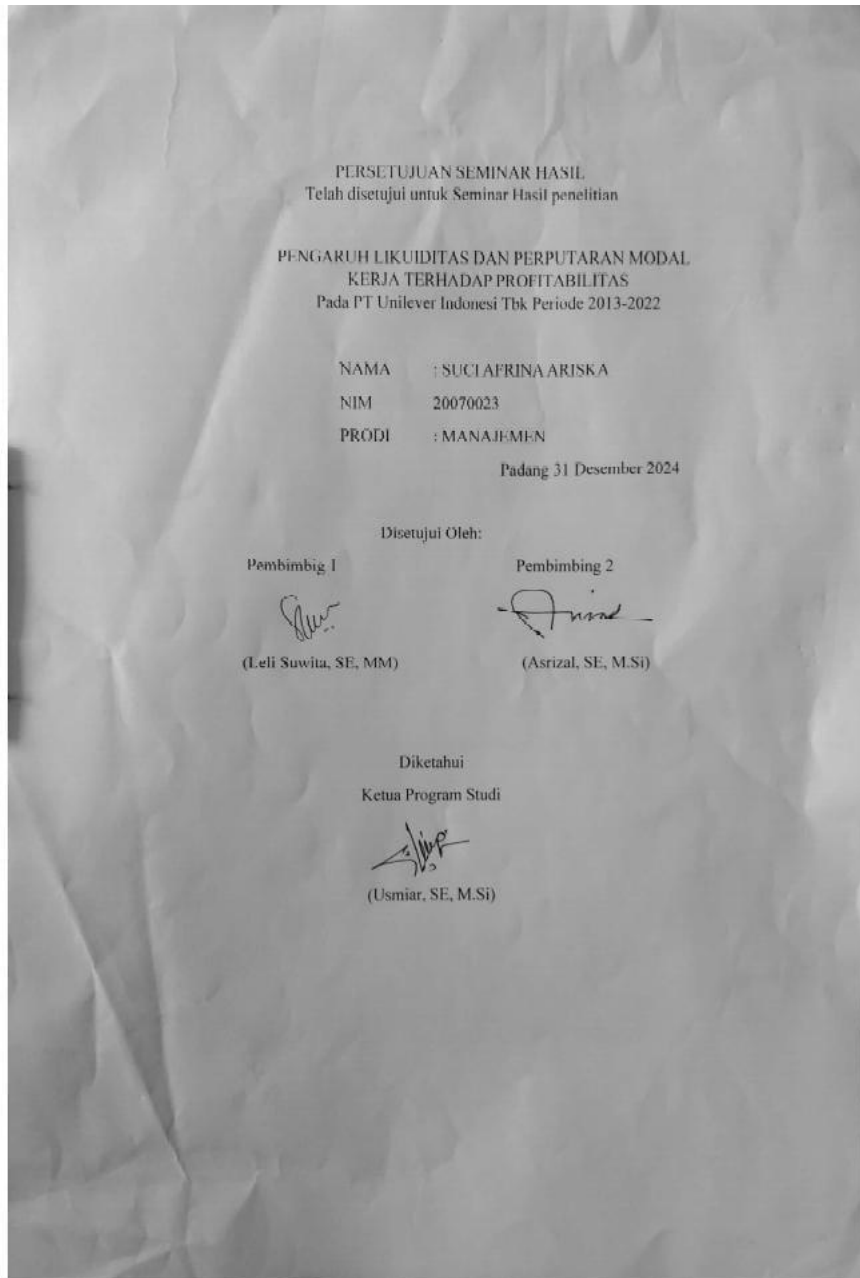 PERSETUJUAN SEMINAR HASIL
Telah disetujui untuk Seminar Hasil penelitian
PENGARUH LIKUIDITAS DAN PERPUTARAN MODAL
KERJA TERHADAP PROFITABILITAS
Pada PT Unilever Indonesi Tbk Periode 2013-2022
NAMA : SUCI AFRINA ARISKA
NIM 20070023
PRODI : MANAJEMEN
Padang 31 Desember 2024
Disetujui Oleh:
Pembimbig 1 Pembimbing 2
(Leli Suwita, SE, MM) (Asrizal, SE, M.Si)
Diketahui
Ketua Program Studi
(Usmiar, SE, M.Si)